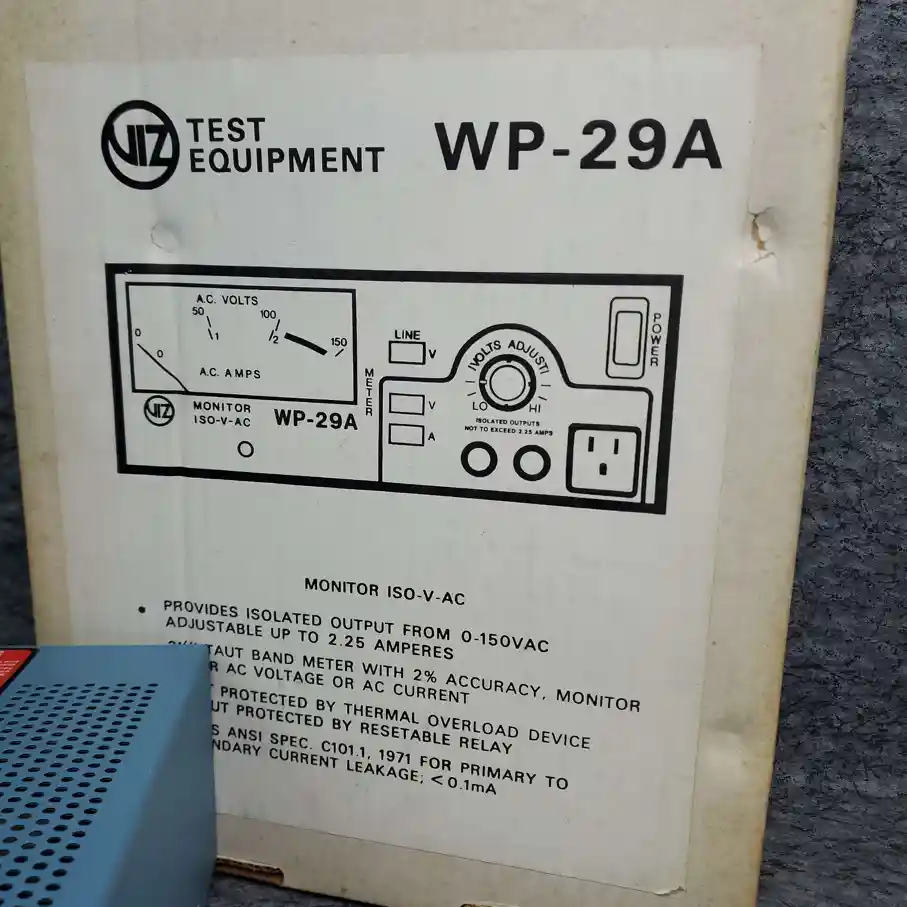 VIZ TEST
EQUIPMENT
WP-29A
A.C. VOLTS
50 100
0 1 2 150
0
A.C. AMPS
VIZ MONITOR
ISO-V-AC
WP-29A
METER
LINE
V
V
A
VOLTS ADJUST
LO HI
ISOLATED OUTPUTS
NOT TO EXCEED 2.25 AMPS
POWER
MONITOR ISO-V-AC
• PROVIDES ISOLATED OUTPUT FROM 0-150VAC
ADJUSTABLE UP TO 2.25 AMPERES
TAUT BAND METER WITH 2% ACCURACY, MONITOR
AC VOLTAGE OR AC CURRENT
PROTECTED BY THERMAL OVERLOAD DEVICE
PROTECTED BY RESETABLE RELAY
ANSI SPEC. C101.1, 1971 FOR PRIMARY TO
CURRENT LEAKAGE; < 0.1mA